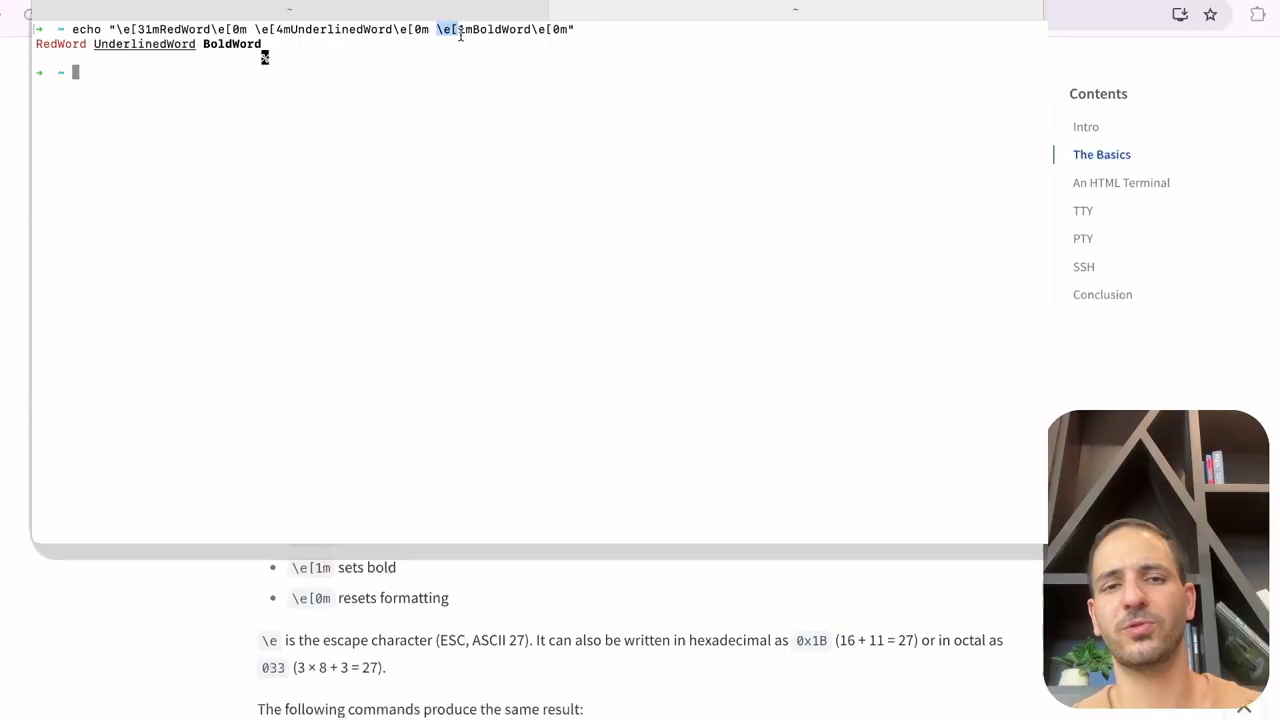 ~
~
➜ ~ echo "\e[31mRedWord\e[0m \e[4mUnderlinedWord\e[0m \e[1mBoldWord\e[0m"
RedWord UnderlinedWord BoldWord
%
➜ ~
Contents
Intro
The Basics
An HTML Terminal
TTY
PTY
SSH
Conclusion
\e[1m sets bold
\e[0m resets formatting
\e is the escape character (ESC, ASCII 27). It can also be written in hexadecimal as 0x1B (16 + 11 = 27) or in octal as
033 (3 × 8 + 3 = 27).
The following commands produce the same result: